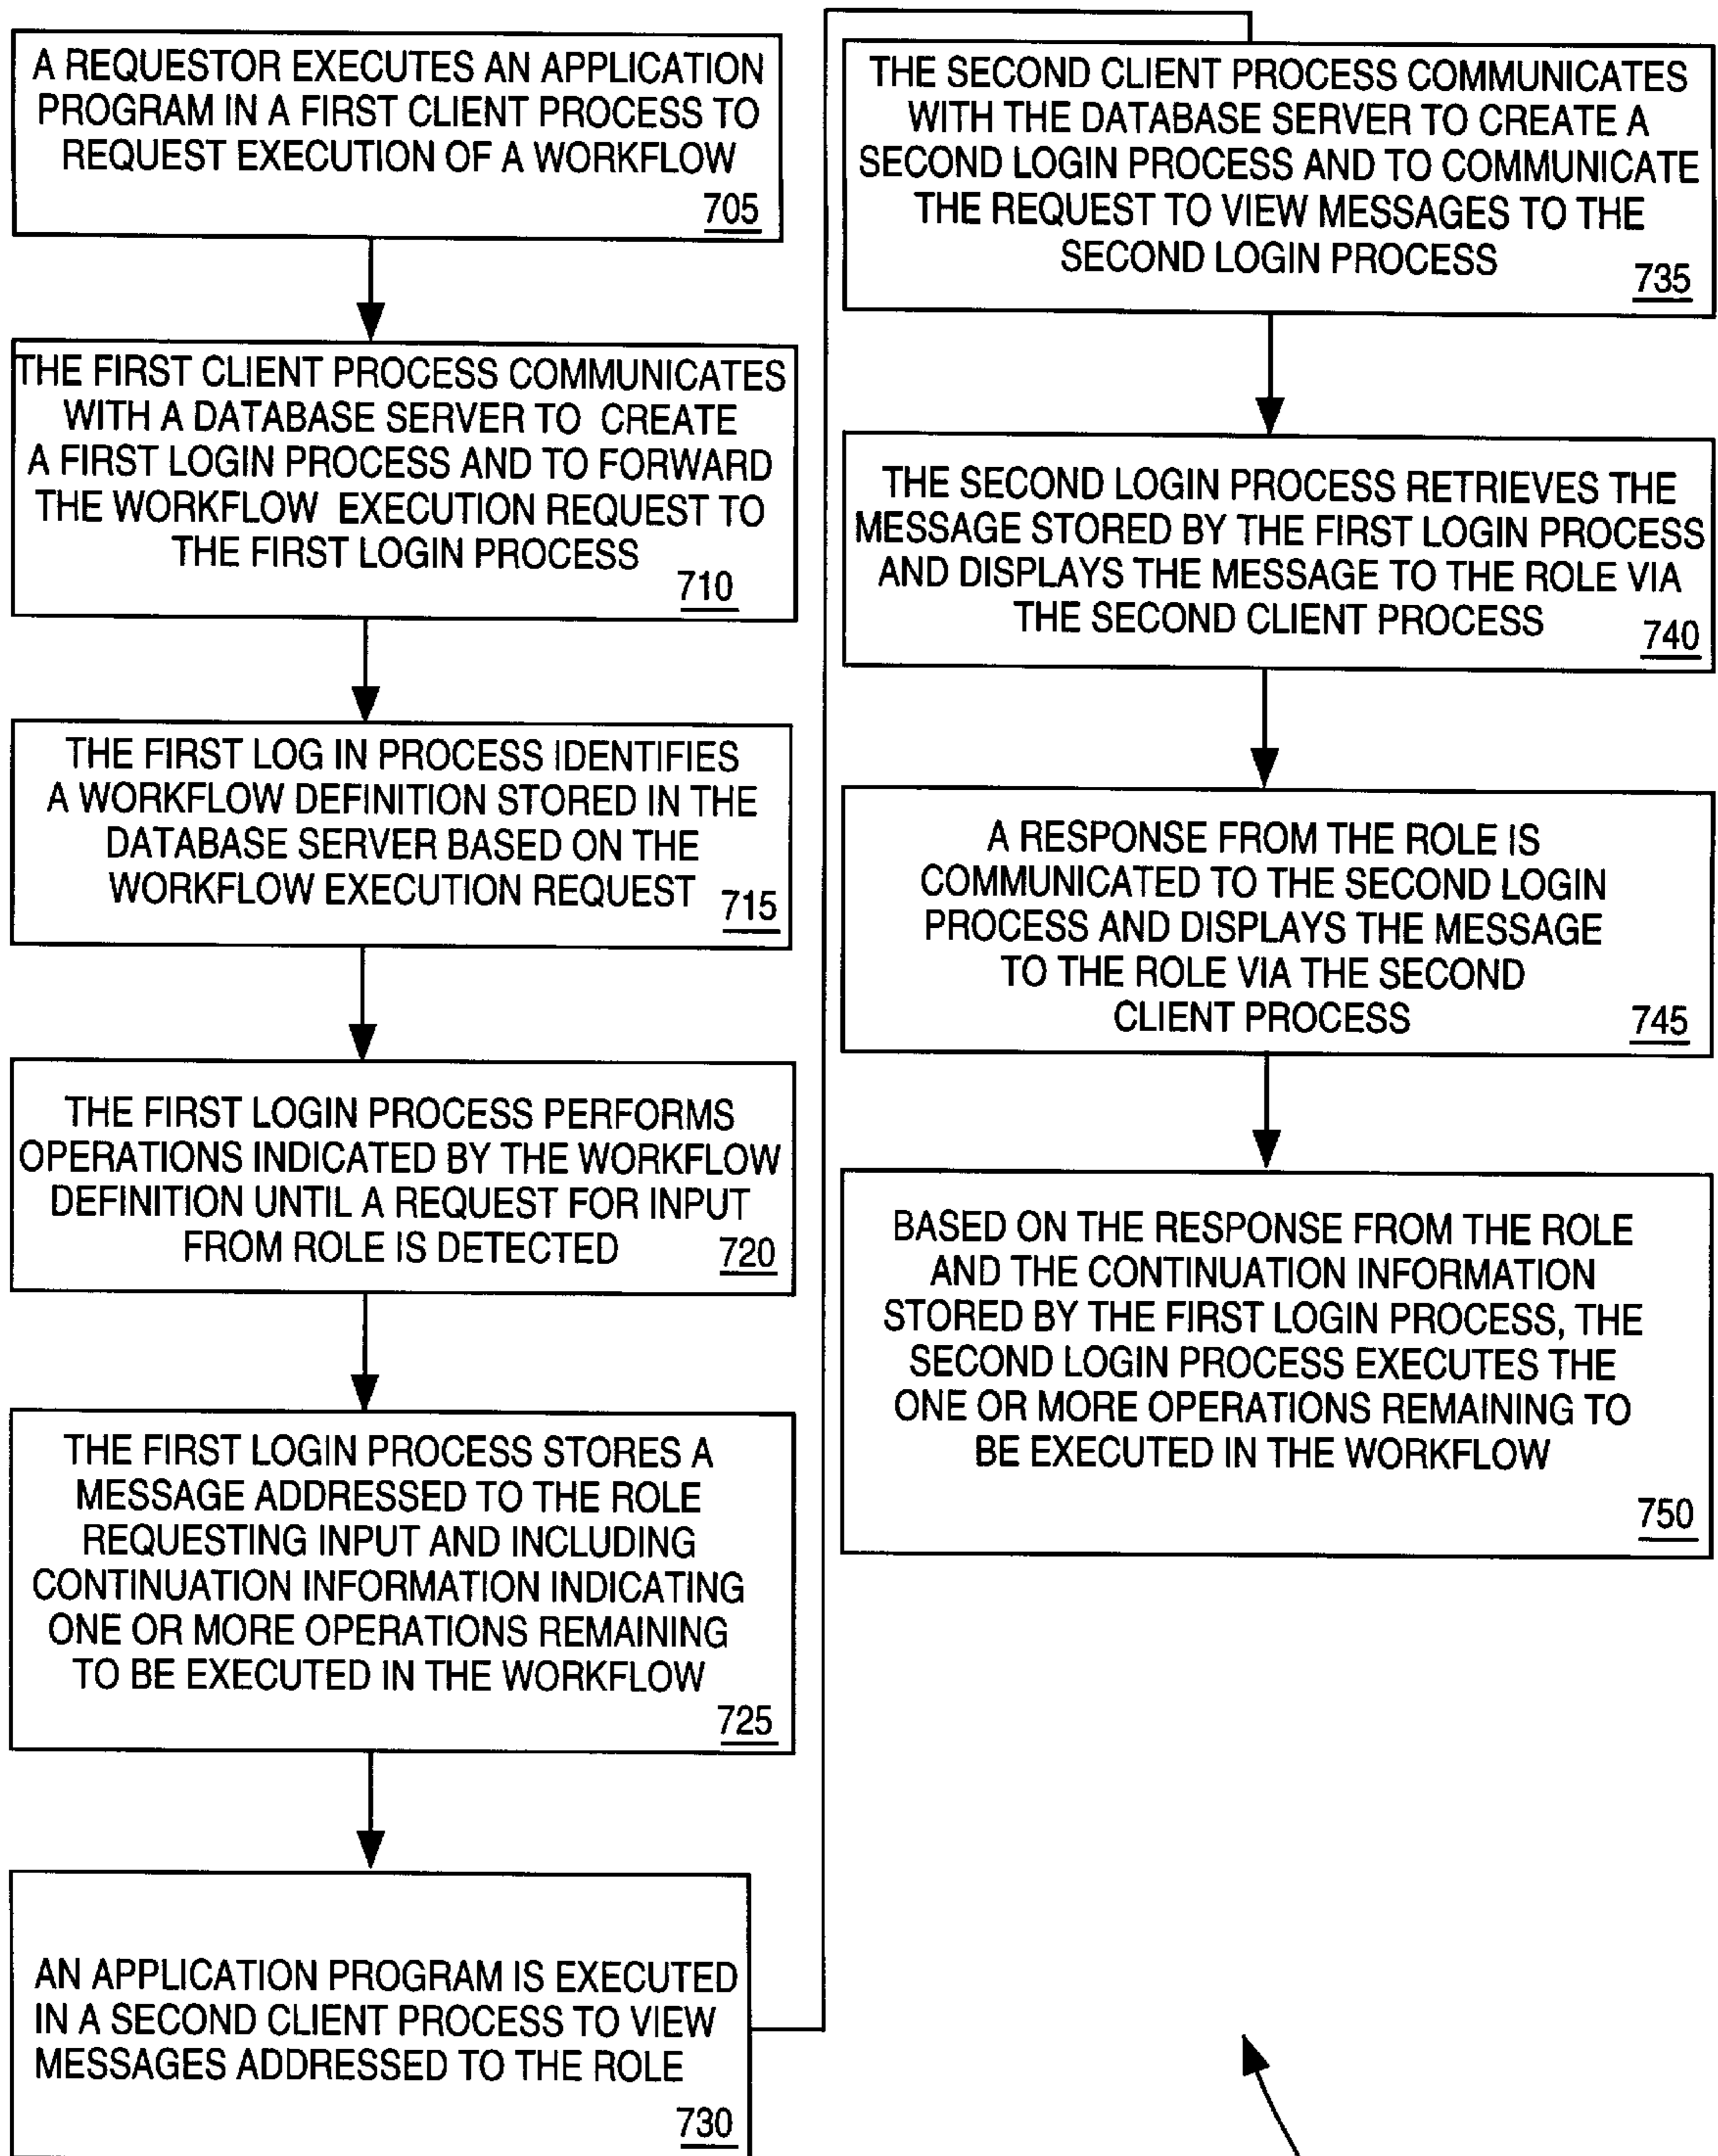 A REQUESTOR EXECUTES AN APPLICATION
PROGRAM IN A FIRST CLIENT PROCESS TO
REQUEST EXECUTION OF A WORKFLOW
705
THE FIRST CLIENT PROCESS COMMUNICATES
WITH A DATABASE SERVER TO CREATE
A FIRST LOGIN PROCESS AND TO FORWARD
THE WORKFLOW EXECUTION REQUEST TO
THE FIRST LOGIN PROCESS
710
THE FIRST LOG IN PROCESS IDENTIFIES
A WORKFLOW DEFINITION STORED IN THE
DATABASE SERVER BASED ON THE
WORKFLOW EXECUTION REQUEST
715
THE FIRST LOGIN PROCESS PERFORMS
OPERATIONS INDICATED BY THE WORKFLOW
DEFINITION UNTIL A REQUEST FOR INPUT
FROM ROLE IS DETECTED
720
THE FIRST LOGIN PROCESS STORES A
MESSAGE ADDRESSED TO THE ROLE
REQUESTING INPUT AND INCLUDING
CONTINUATION INFORMATION INDICATING
ONE OR MORE OPERATIONS REMAINING
TO BE EXECUTED IN THE WORKFLOW
725
AN APPLICATION PROGRAM IS EXECUTED
IN A SECOND CLIENT PROCESS TO VIEW
MESSAGES ADDRESSED TO THE ROLE
730
THE SECOND CLIENT PROCESS COMMUNICATES
WITH THE DATABASE SERVER TO CREATE A
SECOND LOGIN PROCESS AND TO COMMUNICATE
THE REQUEST TO VIEW MESSAGES TO THE
SECOND LOGIN PROCESS
735
THE SECOND LOGIN PROCESS RETRIEVES THE
MESSAGE STORED BY THE FIRST LOGIN PROCESS
AND DISPLAYS THE MESSAGE TO THE ROLE VIA
THE SECOND CLIENT PROCESS
740
A RESPONSE FROM THE ROLE IS
COMMUNICATED TO THE SECOND LOGIN
PROCESS AND DISPLAYS THE MESSAGE
TO THE ROLE VIA THE SECOND
CLIENT PROCESS
745
BASED ON THE RESPONSE FROM THE ROLE
AND THE CONTINUATION INFORMATION
STORED BY THE FIRST LOGIN PROCESS, THE
SECOND LOGIN PROCESS EXECUTES THE
ONE OR MORE OPERATIONS REMAINING TO
BE EXECUTED IN THE WORKFLOW
750